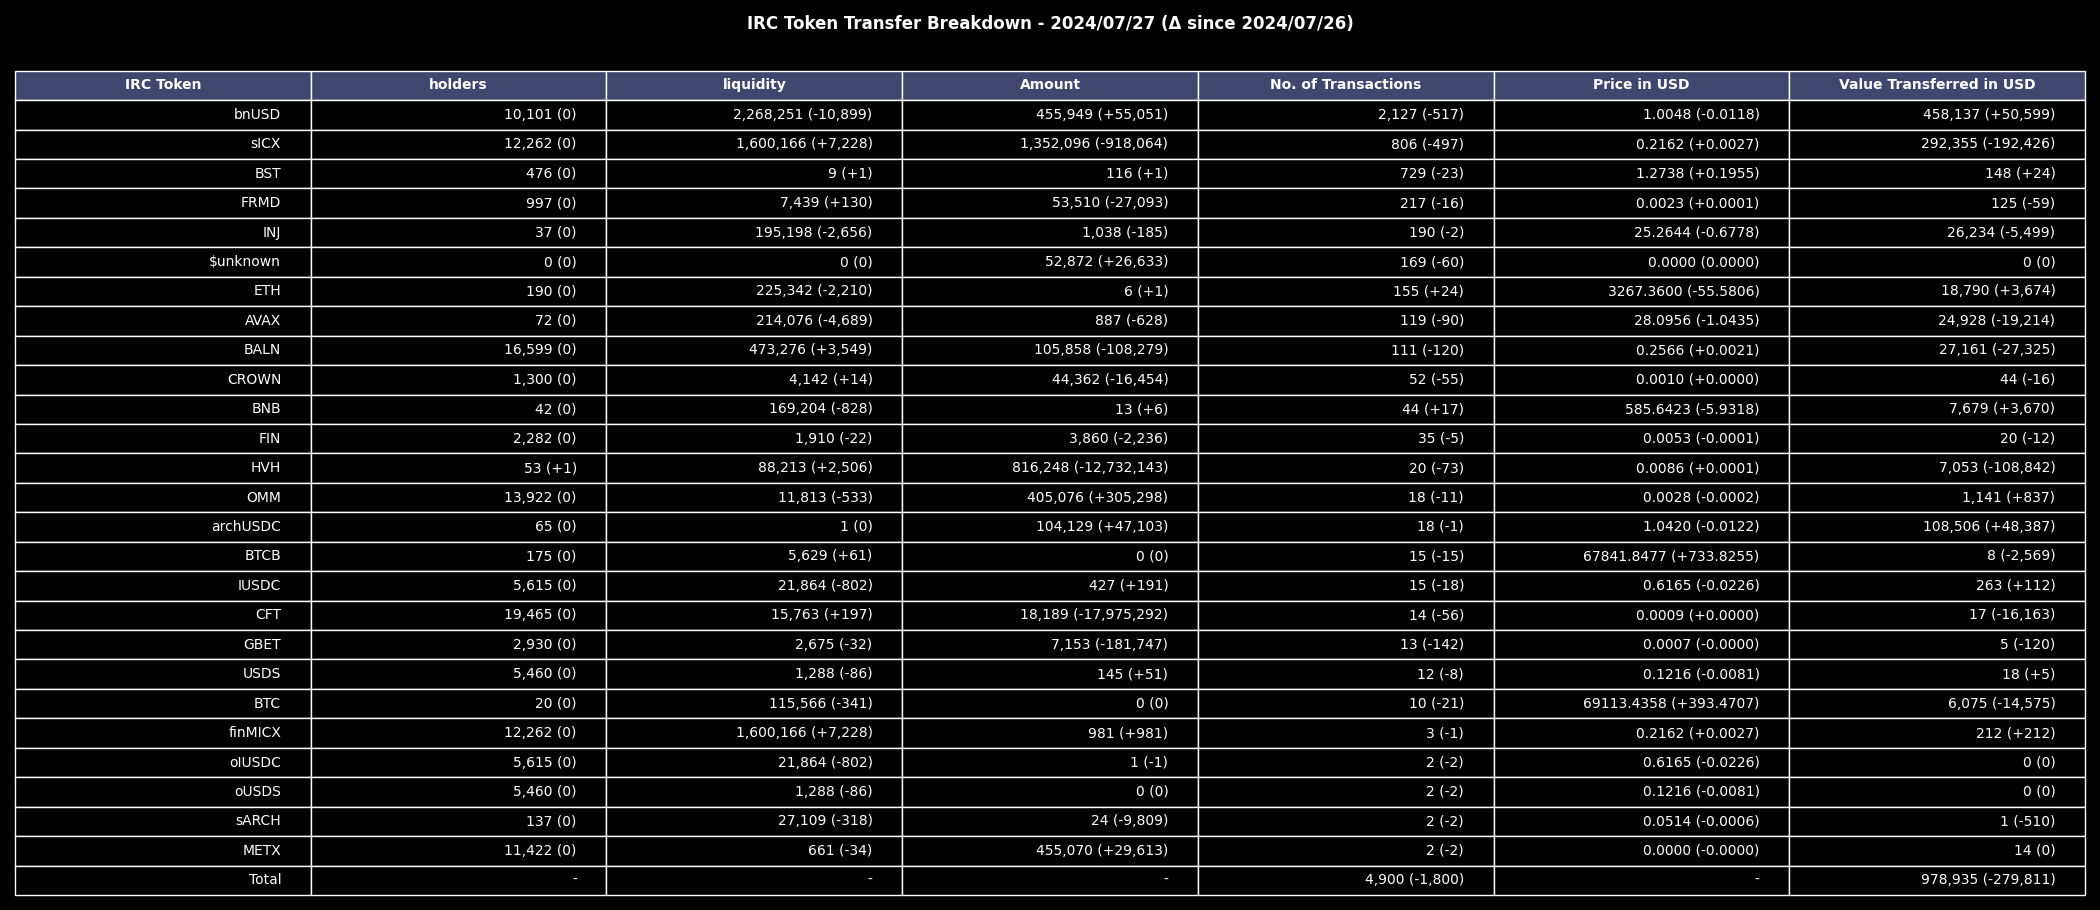 IRC Token Transfer Breakdown - 2024/07/27 (Δ since 2024/07/26)
IRC Token holders liquidity Amount No. of Transactions Price in USD Value Transferred in USD
bnUSD 10,101 (0) 2,268,251 (-10,899) 455,949 (+55,051) 2,127 (-517) 1.0048 (-0.0118) 458,137 (+50,599)
sICX 12,262 (0) 1,600,166 (+7,228) 1,352,096 (-918,064) 806 (-497) 0.2162 (+0.0027) 292,355 (-192,426)
BST 476 (0) 9 (+1) 116 (+1) 729 (-23) 1.2738 (+0.1955) 148 (+24)
FRMD 997 (0) 7,439 (+130) 53,510 (-27,093) 217 (-16) 0.0023 (+0.0001) 125 (-59)
INJ 37 (0) 195,198 (-2,656) 1,038 (-185) 190 (-2) 25.2644 (-0.6778) 26,234 (-5,499)
$unknown 0 (0) 0 (0) 52,872 (+26,633) 169 (-60) 0.0000 (0.0000) 0 (0)
ETH 190 (0) 225,342 (-2,210) 6 (+1) 155 (+24) 3267.3600 (-55.5806) 18,790 (+3,674)
AVAX 72 (0) 214,076 (-4,689) 887 (-628) 119 (-90) 28.0956 (-1.0435) 24,928 (-19,214)
BALN 16,599 (0) 473,276 (+3,549) 105,858 (-108,279) 111 (-120) 0.2566 (+0.0021) 27,161 (-27,325)
CROWN 1,300 (0) 4,142 (+14) 44,362 (-16,454) 52 (-55) 0.0010 (+0.0000) 44 (-16)
BNB 42 (0) 169,204 (-828) 13 (+6) 44 (+17) 585.6423 (-5.9318) 7,679 (+3,670)
FIN 2,282 (0) 1,910 (-22) 3,860 (-2,236) 35 (-5) 0.0053 (-0.0001) 20 (-12)
HVH 53 (+1) 88,213 (+2,506) 816,248 (-12,732,143) 20 (-73) 0.0086 (+0.0001) 7,053 (-108,842)
OMM 13,922 (0) 11,813 (-533) 405,076 (+305,298) 18 (-11) 0.0028 (-0.0002) 1,141 (+837)
archUSDC 65 (0) 1 (0) 104,129 (+47,103) 18 (-1) 1.0420 (-0.0122) 108,506 (+48,387)
BTCB 175 (0) 5,629 (+61) 0 (0) 15 (-15) 67841.8477 (+733.8255) 8 (-2,569)
IUSDC 5,615 (0) 21,864 (-802) 427 (+191) 15 (-18) 0.6165 (-0.0226) 263 (+112)
CFT 19,465 (0) 15,763 (+197) 18,189 (-17,975,292) 14 (-56) 0.0009 (+0.0000) 17 (-16,163)
GBET 2,930 (0) 2,675 (-32) 7,153 (-181,747) 13 (-142) 0.0007 (-0.0000) 5 (-120)
USDS 5,460 (0) 1,288 (-86) 145 (+51) 12 (-8) 0.1216 (-0.0081) 18 (+5)
BTC 20 (0) 115,566 (-341) 0 (0) 10 (-21) 69113.4358 (+393.4707) 6,075 (-14,575)
finMICX 12,262 (0) 1,600,166 (+7,228) 981 (+981) 3 (-1) 0.2162 (+0.0027) 212 (+212)
oIUSDC 5,615 (0) 21,864 (-802) 1 (-1) 2 (-2) 0.6165 (-0.0226) 0 (0)
oUSDS 5,460 (0) 1,288 (-86) 0 (0) 2 (-2) 0.1216 (-0.0081) 0 (0)
sARCH 137 (0) 27,109 (-318) 24 (-9,809) 2 (-2) 0.0514 (-0.0006) 1 (-510)
METX 11,422 (0) 661 (-34) 455,070 (+29,613) 2 (-2) 0.0000 (-0.0000) 14 (0)
Total - - - 4,900 (-1,800) - 978,935 (-279,811)